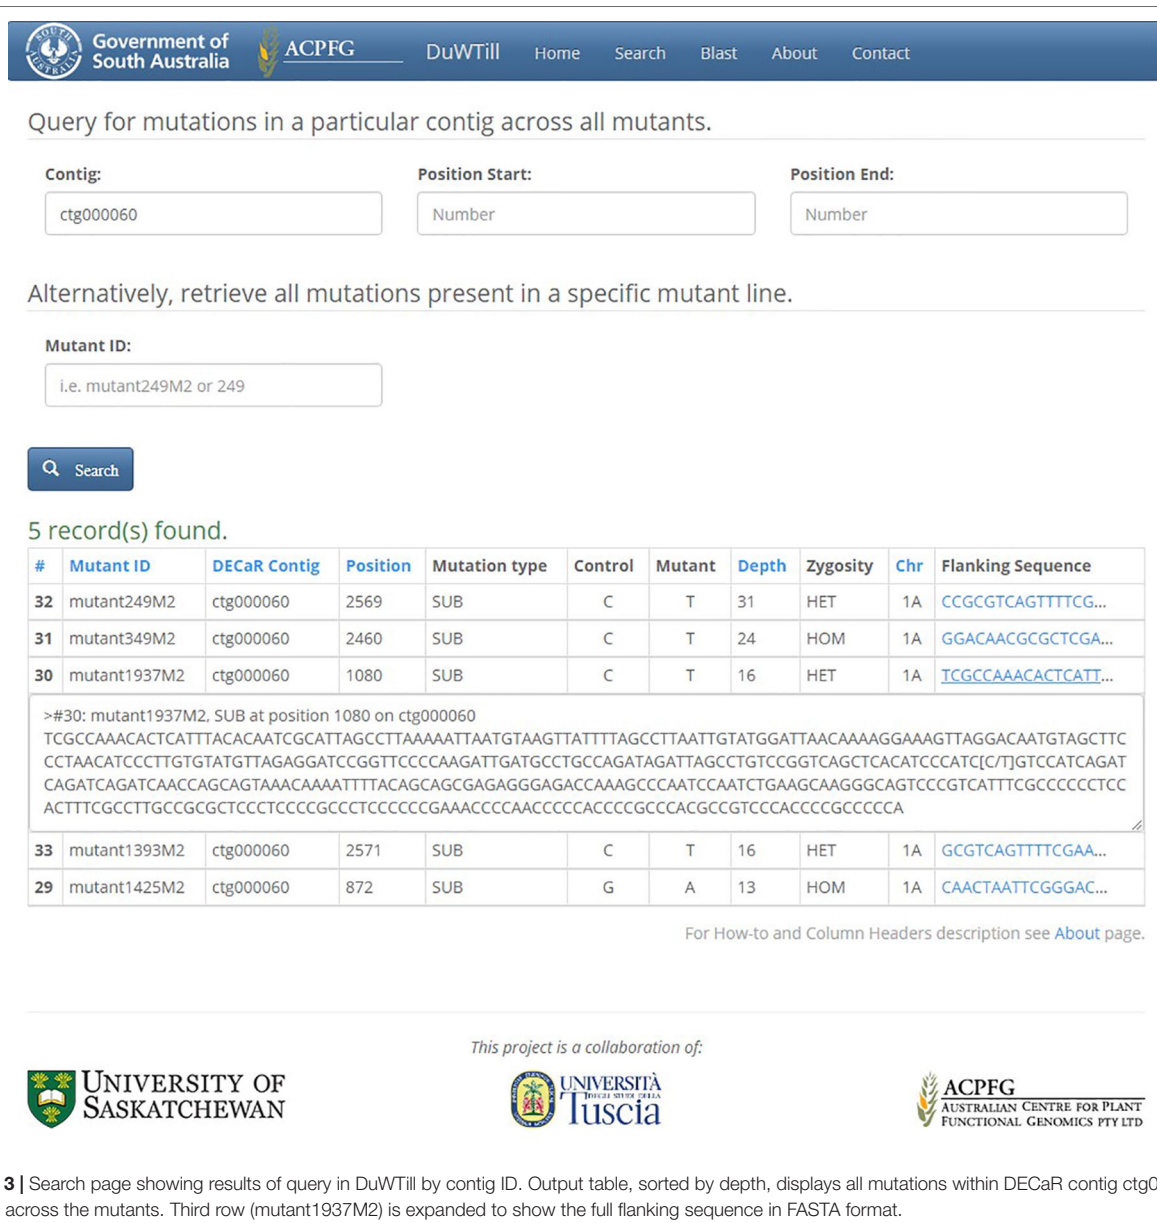 Government of
South Australia
ACPFG
DuWTill Home Search Blast About Contact
Query for mutations in a particular contig across all mutants.
Contig: Position Start: Position End:
ctg000060 Number Number
Alternatively, retrieve all mutations present in a specific mutant line.
Mutant ID:
i.e. mutant249M2 or 249
Search
5 record(s) found.
# Mutant ID DECaR Contig Position Mutation type Control Mutant Depth Zygosity Chr Flanking Sequence
32 mutant249M2 ctg000060 2569 SUB C T 31 HET 1A CCGCGTCAGTTTTCG...
31 mutant349M2 ctg000060 2460 SUB C T 24 HOM 1A GGACAACGCGCTCGA...
30 mutant1937M2 ctg000060 1080 SUB C T 16 HET 1A TCGCCAAACACTCATT...
>#30: mutant1937M2, SUB at position 1080 on ctg000060
TCGCCAAACACTCATTTACACAATCGCATTAGCCTTAAAAATTAATGTAAGTTATTTTAGCCTTAATTGTATGGATTAACAAAAGGAAAGTTAGGACAATGTAGCTTC
CCTAACATCCCTTGTGTATGTTAGAGGATCCGGTTCCCCAAGATTGATGCCTGCCAGATAGATTAGCCTGTCCGGTCAGCTCACATCCCATC[C/T]GTCCATCAGAT
CAGATCAGATCAACCAGCAGTAAACAAAATTTTACAGCAGCGAGAGGGAGACCAAAGCCCAATCCAATCTGAAGCAAGGGCAGTCCCGTCATTTCGCCCCCCTCC
ACTTTCGCCTTGCCGCGCTCCCTCCCCGCCCTCCCCCCGAAACCCCAACCCCCACCCCGCCCACGCCGTCCCACCCCGCCCCCA
33 mutant1393M2 ctg000060 2571 SUB C T 16 HET 1A GCGTCAGTTTTCGAA...
29 mutant1425M2 ctg000060 872 SUB G A 13 HOM 1A CAACTAATTCGGGAC...
For How-to and Column Headers description see About page.
This project is a collaboration of:
UNIVERSITY OF
SASKATCHEWAN
UNIVERSITÀ
DEGLI STUDI DELLA
Tuscia
ACPFG
AUSTRALIAN CENTRE FOR PLANT
FUNCTIONAL GENOMICS PTY LTD
3 | Search page showing results of query in DuWTill by contig ID. Output table, sorted by depth, displays all mutations within DECaR contig ctg0
across the mutants. Third row (mutant1937M2) is expanded to show the full flanking sequence in FASTA format.